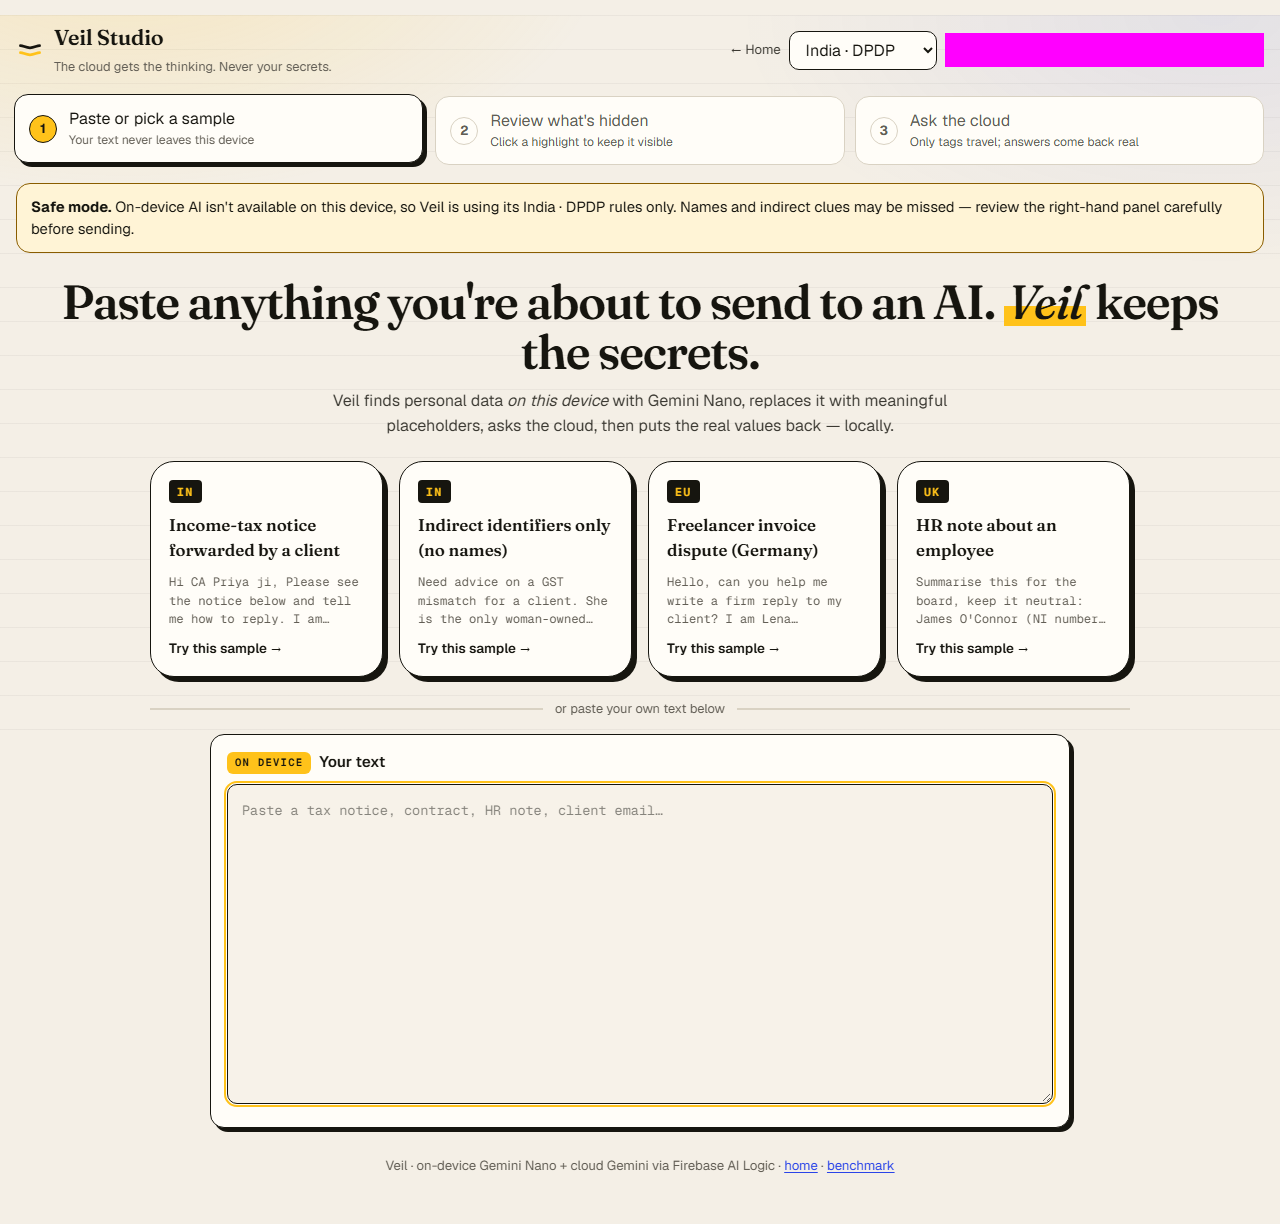 Veil Studio
The cloud gets the thinking. Never your secrets.
← Home
India · DPDP
1
Paste or pick a sample
Your text never leaves this device
2
Review what's hidden
Click a highlight to keep it visible
3
Ask the cloud
Only tags travel; answers come back real
Safe mode. On-device AI isn't available on this device, so Veil is using its India · DPDP rules only. Names and indirect clues may be missed — review the right-hand panel carefully
before sending.
Paste anything you're about to send to an AI. Veil keeps
the secrets.
Veil finds personal data on this device with Gemini Nano, replaces it with meaningful
placeholders, asks the cloud, then puts the real values back — locally.
IN
Income-tax notice
forwarded by a client
Hi CA Priya ji, Please see
the notice below and tell
me how to reply. I am…
Try this sample →
IN
Indirect identifiers only
(no names)
Need advice on a GST
mismatch for a client. She
is the only woman-owned…
Try this sample →
EU
Freelancer invoice
dispute (Germany)
Hello, can you help me
write a firm reply to my
client? I am Lena…
Try this sample →
UK
HR note about an
employee
Summarise this for the
board, keep it neutral:
James O'Connor (NI number…
Try this sample →
or paste your own text below
ON DEVICE
Your text
Paste a tax notice, contract, HR note, client email…
Veil · on-device Gemini Nano + cloud Gemini via Firebase AI Logic · home · benchmark